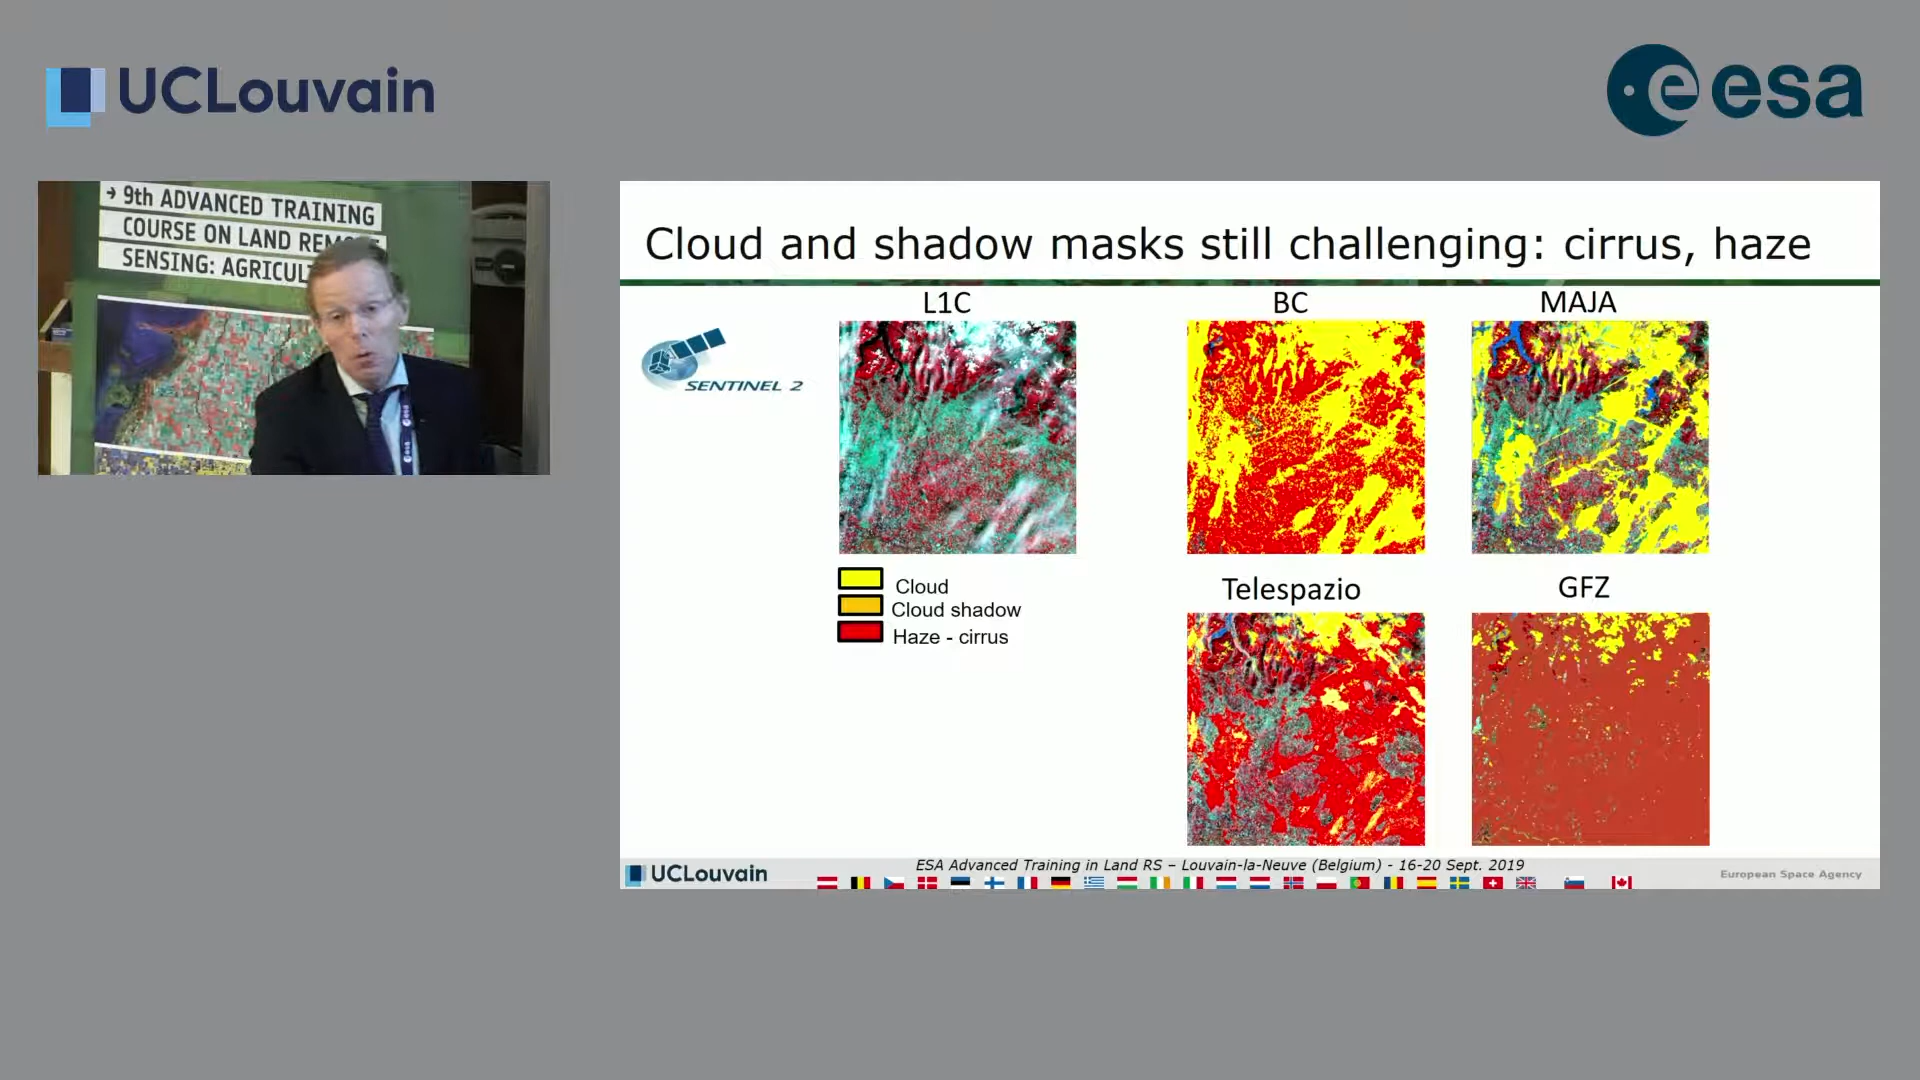 UCLouvain
esa
→ 9th ADVANCED TRAINING
COURSE ON LAND REMOTE
SENSING: AGRICUL
Cloud and shadow masks still challenging: cirrus, haze
L1C
BC
MAJA
SENTINEL 2
Cloud
Cloud shadow
Haze - cirrus
Telespazio
GFZ
UCLouvain
ESA Advanced Training in Land RS – Louvain-la-Neuve (Belgium) - 16-20 Sept. 2019
European Space Agency